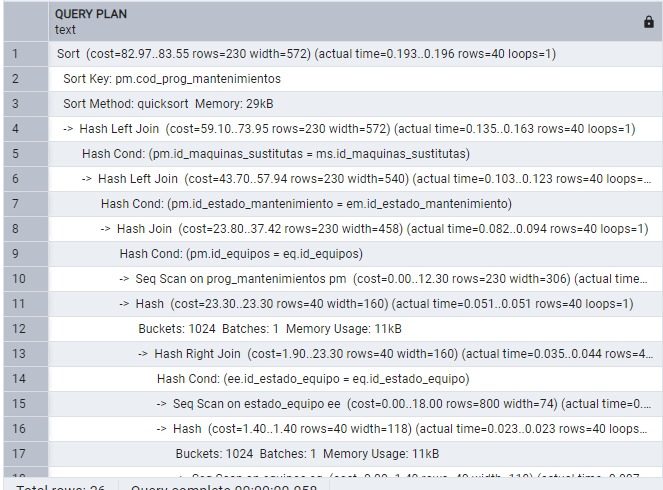 QUERY PLAN
text
1 Sort (cost=82.97..83.55 rows=230 width=572) (actual time=0.193..0.196 rows=40 loops=1)
2 Sort Key: pm.cod_prog_mantenimientos
3 Sort Method: quicksort Memory: 29kB
4 -> Hash Left Join (cost=59.10..73.95 rows=230 width=572) (actual time=0.135..0.163 rows=40 loops=1)
5 Hash Cond: (pm.id_maquinas_sustitutas = ms.id_maquinas_sustitutas)
6 -> Hash Left Join (cost=43.70..57.94 rows=230 width=540) (actual time=0.103..0.123 rows=40 loops=...
7 Hash Cond: (pm.id_estado_mantenimiento = em.id_estado_mantenimiento)
8 -> Hash Join (cost=23.80..37.42 rows=230 width=458) (actual time=0.082..0.094 rows=40 loops=1)
9 Hash Cond: (pm.id_equipos = eq.id_equipos)
10 -> Seq Scan on prog_mantenimientos pm (cost=0.00..12.30 rows=230 width=306) (actual time...
11 -> Hash (cost=23.30..23.30 rows=40 width=160) (actual time=0.051..0.051 rows=40 loops=1)
12 Buckets: 1024 Batches: 1 Memory Usage: 11kB
13 -> Hash Right Join (cost=1.90..23.30 rows=40 width=160) (actual time=0.035..0.044 rows=4...
14 Hash Cond: (ee.id_estado_equipo = eq.id_estado_equipo)
15 -> Seq Scan on estado_equipo ee (cost=0.00..18.00 rows=800 width=74) (actual time=0....
16 -> Hash (cost=1.40..1.40 rows=40 width=118) (actual time=0.023..0.023 rows=40 loops...
17 Buckets: 1024 Batches: 1 Memory Usage: 11kB